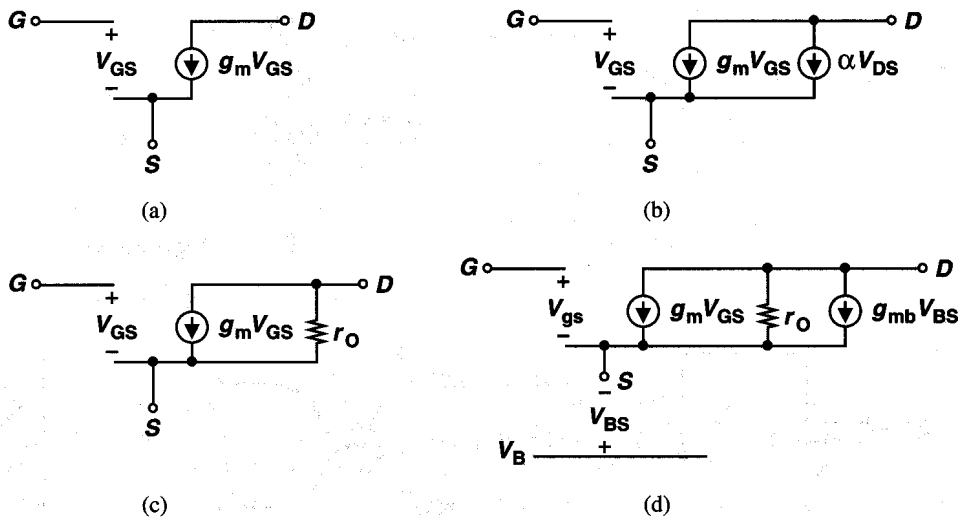 G
D
+
V_GS
g_mV_GS
−
S
(a)
G
D
+
V_GS
g_mV_GS
αV_DS
−
S
(b)
G
D
+
V_GS
g_mV_GS
r_O
−
S
(c)
G
D
+
V_gs
g_mV_GS
r_O
g_mbV_BS
−
S
−
V_BS
+
V_B
(d)